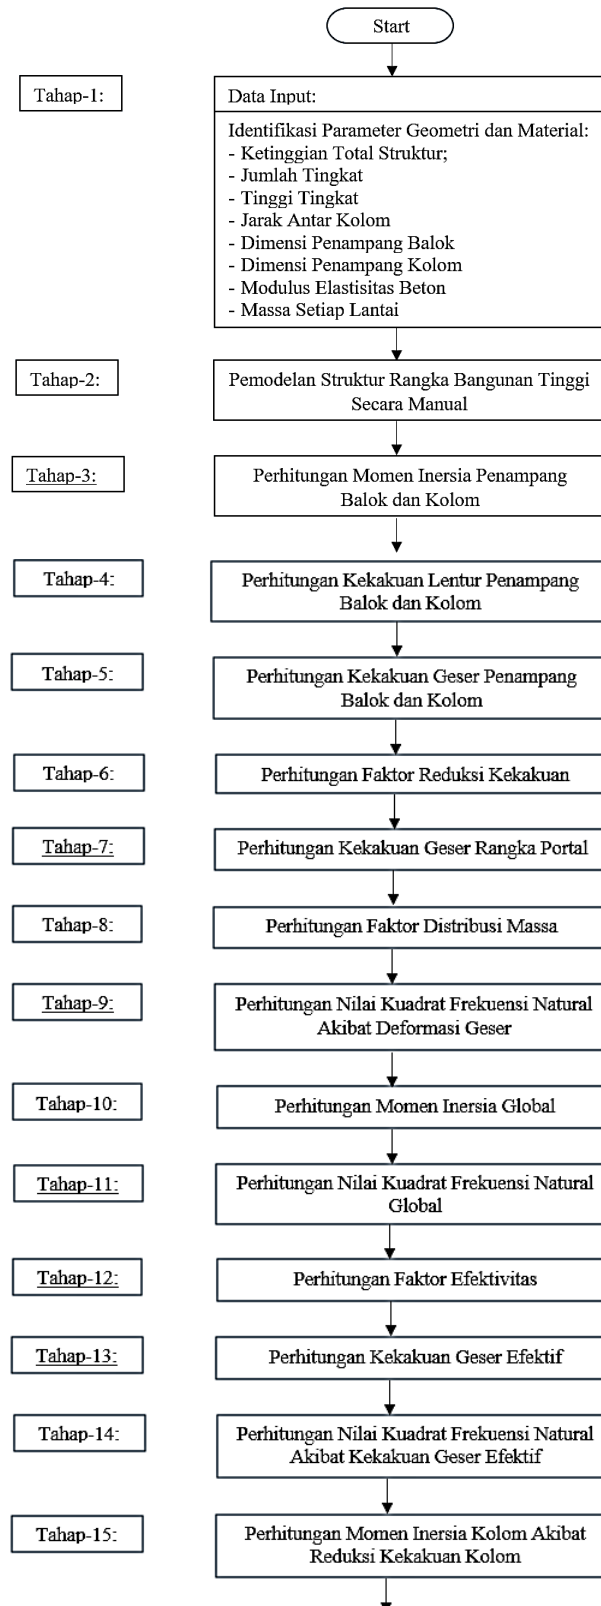 Start
Tahap-1:
Data Input:
Identifikasi Parameter Geometri dan Material:
- Ketinggian Total Struktur;
- Jumlah Tingkat
- Tinggi Tingkat
- Jarak Antar Kolom
- Dimensi Penampang Balok
- Dimensi Penampang Kolom
- Modulus Elastisitas Beton
- Massa Setiap Lantai
Tahap-2:
Pemodelan Struktur Rangka Bangunan Tinggi
Secara Manual
Tahap-3:
Perhitungan Momen Inersia Penampang
Balok dan Kolom
Tahap-4:
Perhitungan Kekakuan Lentur Penampang
Balok dan Kolom
Tahap-5:
Perhitungan Kekakuan Geser Penampang
Balok dan Kolom
Tahap-6:
Perhitungan Faktor Reduksi Kekakuan
Tahap-7:
Perhitungan Kekakuan Geser Rangka Portal
Tahap-8:
Perhitungan Faktor Distribusi Massa
Tahap-9:
Perhitungan Nilai Kuadrat Frekuensi Natural
Akibat Deformasi Geser
Tahap-10:
Perhitungan Momen Inersia Global
Tahap-11:
Perhitungan Nilai Kuadrat Frekuensi Natural
Global
Tahap-12:
Perhitungan Faktor Efektivitas
Tahap-13:
Perhitungan Kekakuan Geser Efektif
Tahap-14:
Perhitungan Nilai Kuadrat Frekuensi Natural
Akibat Kekakuan Geser Efektif
Tahap-15:
Perhitungan Momen Inersia Kolom Akibat
Reduksi Kekakuan Kolom